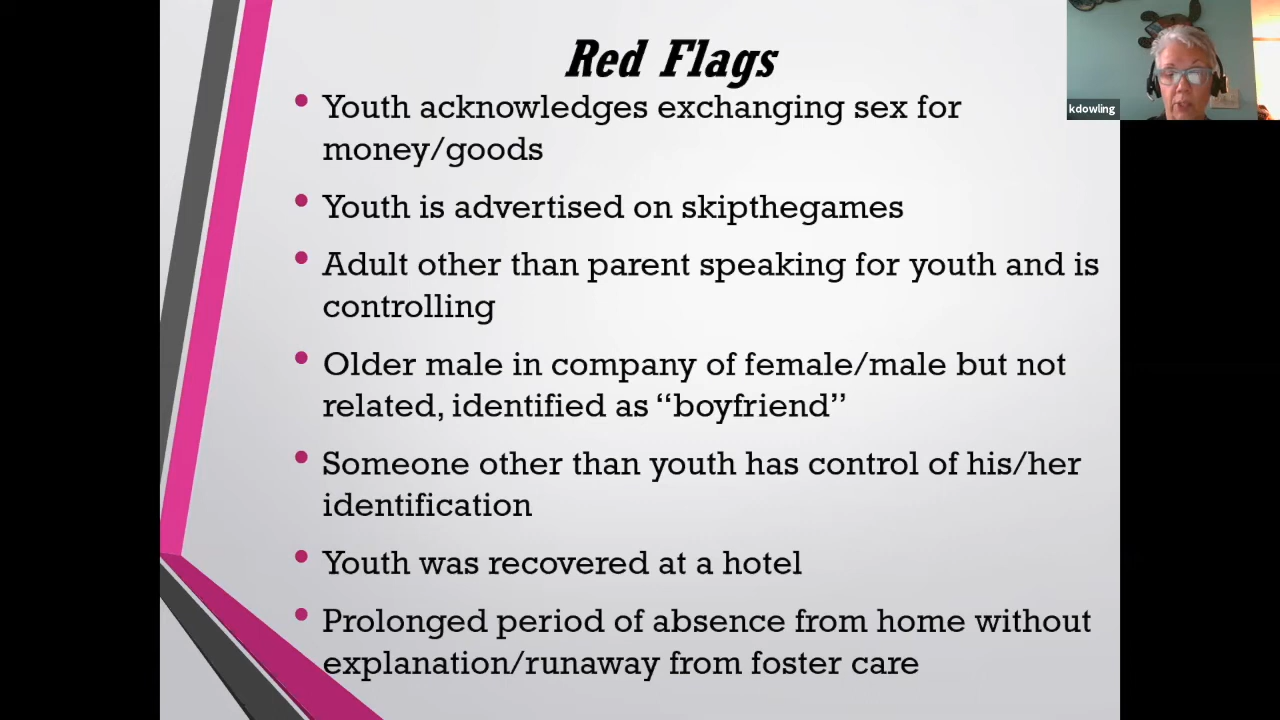 Red Flags
kdowling
• Youth acknowledges exchanging sex for
money/goods
• Youth is advertised on skipthegames
• Adult other than parent speaking for youth and is
controlling
• Older male in company of female/male but not
related, identified as “boyfriend”
• Someone other than youth has control of his/her
identification
• Youth was recovered at a hotel
• Prolonged period of absence from home without
explanation/runaway from foster care